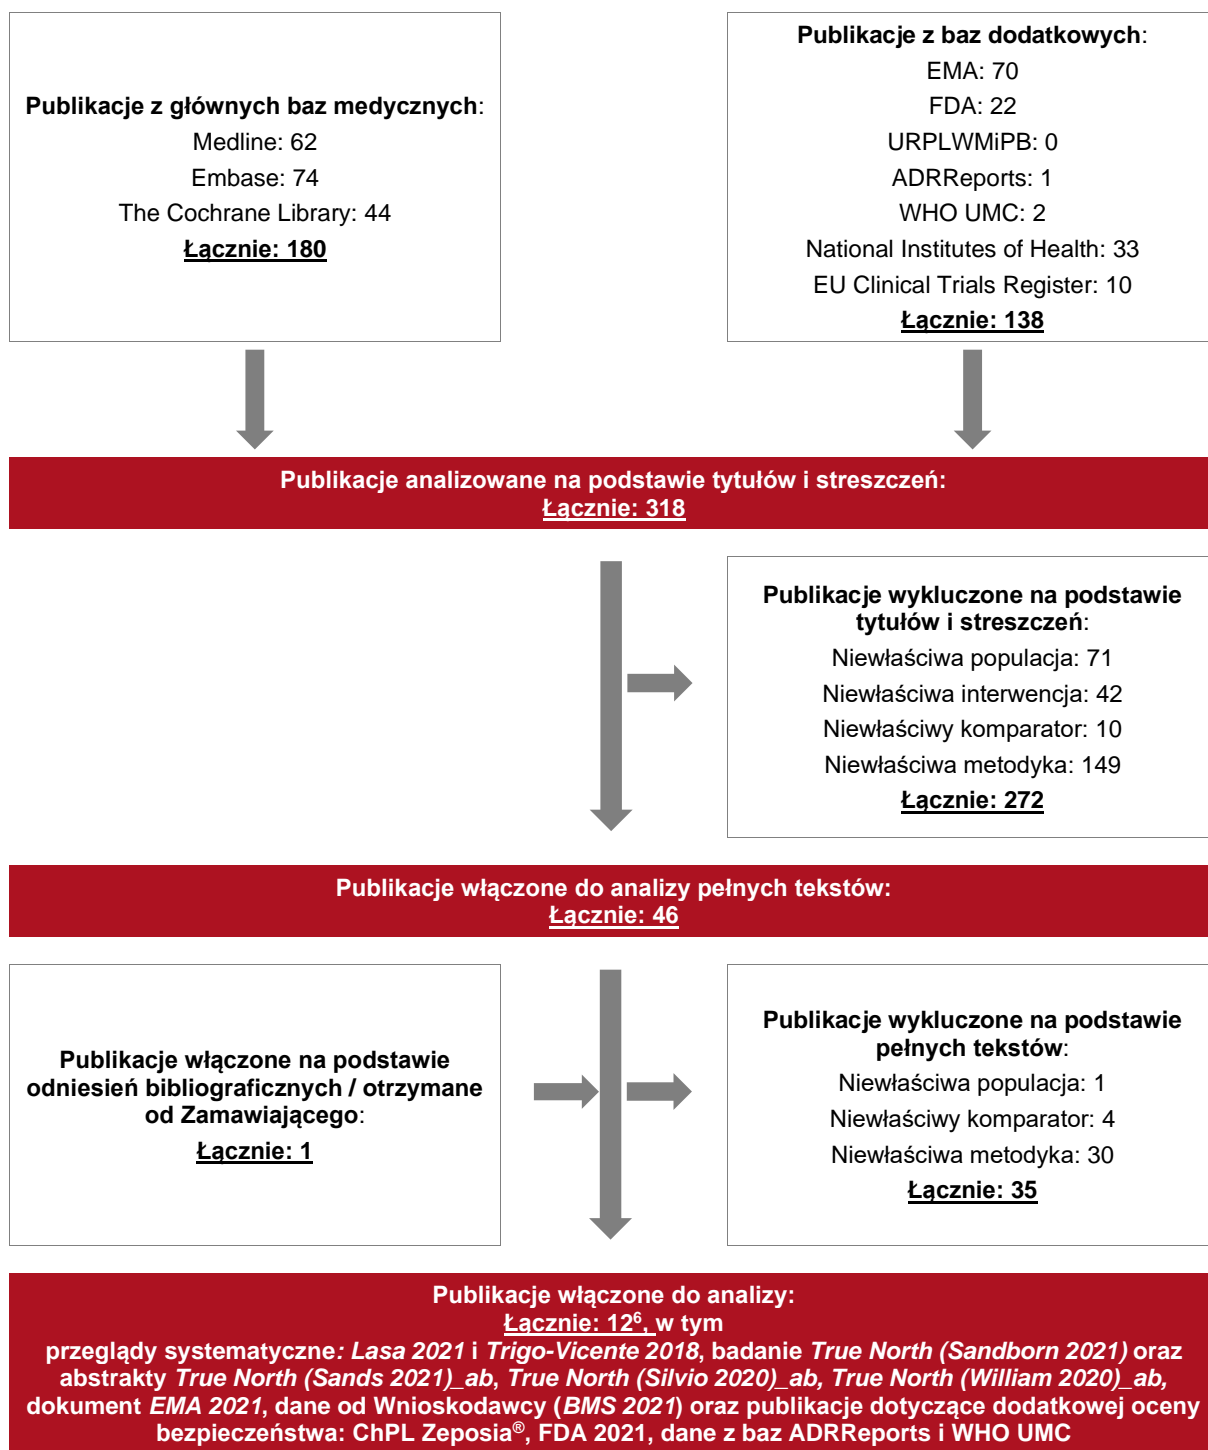 Publikacje z głównych baz medycznych:
Medline: 62
Embase: 74
The Cochrane Library: 44
Łącznie: 180
Publikacje z baz dodatkowych:
EMA: 70
FDA: 22
URPLWMiPB: 0
ADRReports: 1
WHO UMC: 2
National Institutes of Health: 33
EU Clinical Trials Register: 10
Łącznie: 138
Publikacje analizowane na podstawie tytułów i streszczeń:
Łącznie: 318
Publikacje wykluczone na podstawie
tytułów i streszczeń:
Niewłaściwa populacja: 71
Niewłaściwa interwencja: 42
Niewłaściwy komparator: 10
Niewłaściwa metodyka: 149
Łącznie: 272
Publikacje włączone do analizy pełnych tekstów:
Łącznie: 46
Publikacje włączone na podstawie
odniesień bibliograficznych / otrzymane
od Zamawiającego:
Łącznie: 1
Publikacje wykluczone na podstawie
pełnych tekstów:
Niewłaściwa populacja: 1
Niewłaściwy komparator: 4
Niewłaściwa metodyka: 30
Łącznie: 35
Publikacje włączone do analizy:
Łącznie: 12⁶, w tym
przeglądy systematyczne: Lasa 2021 i Trigo-Vicente 2018, badanie True North (Sandborn 2021) oraz
abstrakty True North (Sands 2021)_ab, True North (Silvio 2020)_ab, True North (William 2020)_ab,
dokument EMA 2021, dane od Wnioskodawcy (BMS 2021) oraz publikacje dotyczące dodatkowej oceny
bezpieczeństwa: ChPL Zeposia®, FDA 2021, dane z baz ADRReports i WHO UMC